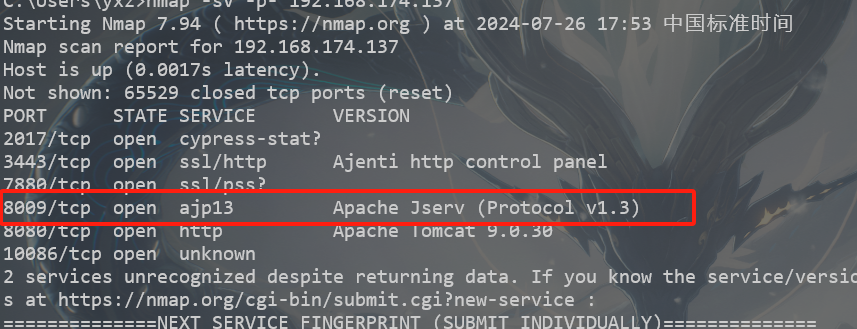 C:\Users\yxz>nmap -sV -p- 192.168.174.137
Starting Nmap 7.94 ( https://nmap.org ) at 2024-07-26 17:53 中国标准时间
Nmap scan report for 192.168.174.137
Host is up (0.0017s latency).
Not shown: 65529 closed tcp ports (reset)
PORT STATE SERVICE VERSION
2017/tcp open cypress-stat?
3443/tcp open ssl/http Ajenti http control panel
7880/tcp open ssl/pss?
8009/tcp open ajp13 Apache Jserv (Protocol v1.3)
8080/tcp open http Apache Tomcat 9.0.30
10086/tcp open unknown
2 services unrecognized despite returning data. If you know the service/versio
s at https://nmap.org/cgi-bin/submit.cgi?new-service :
==============NEXT SERVICE FINGERPRINT (SUBMIT INDIVIDUALLY)==============